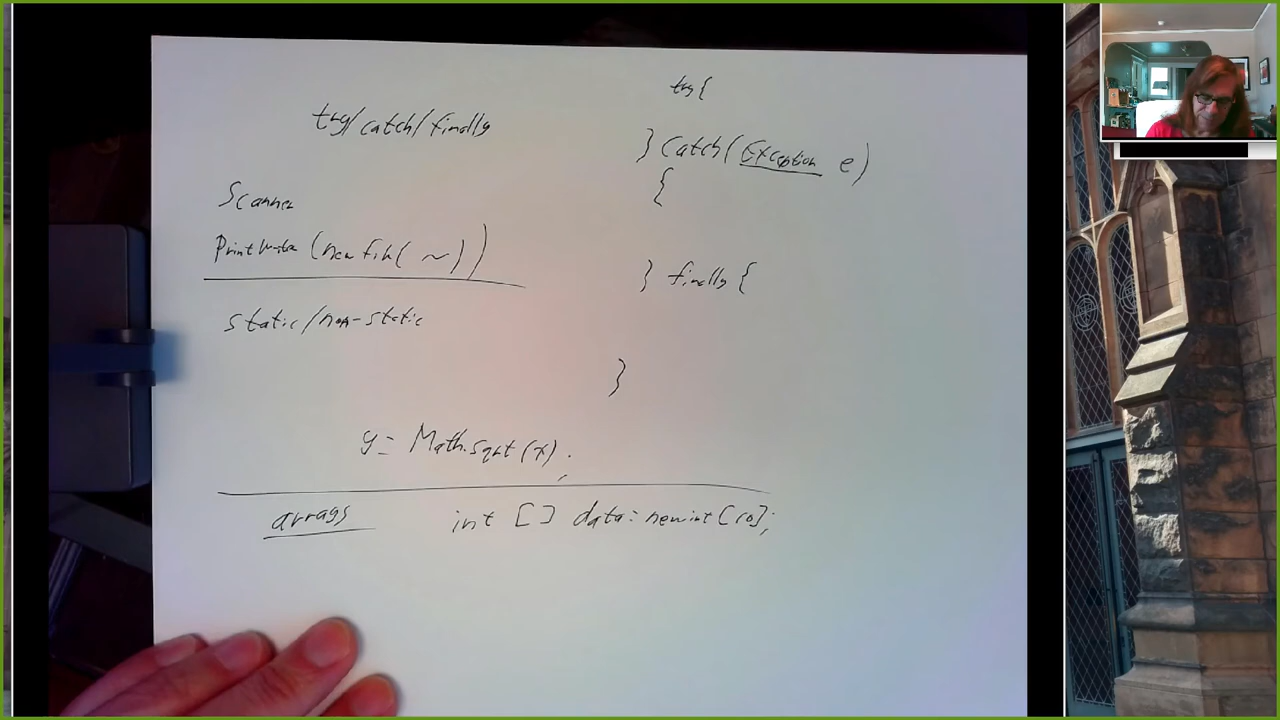 try/catch/finally
Scanner
PrintWriter (new File( ~ ))
static/non-static
y = Math.sqrt(x);
arrays int [] data = new int [10];
try {
} catch (Exception e)
{
} finally {
}